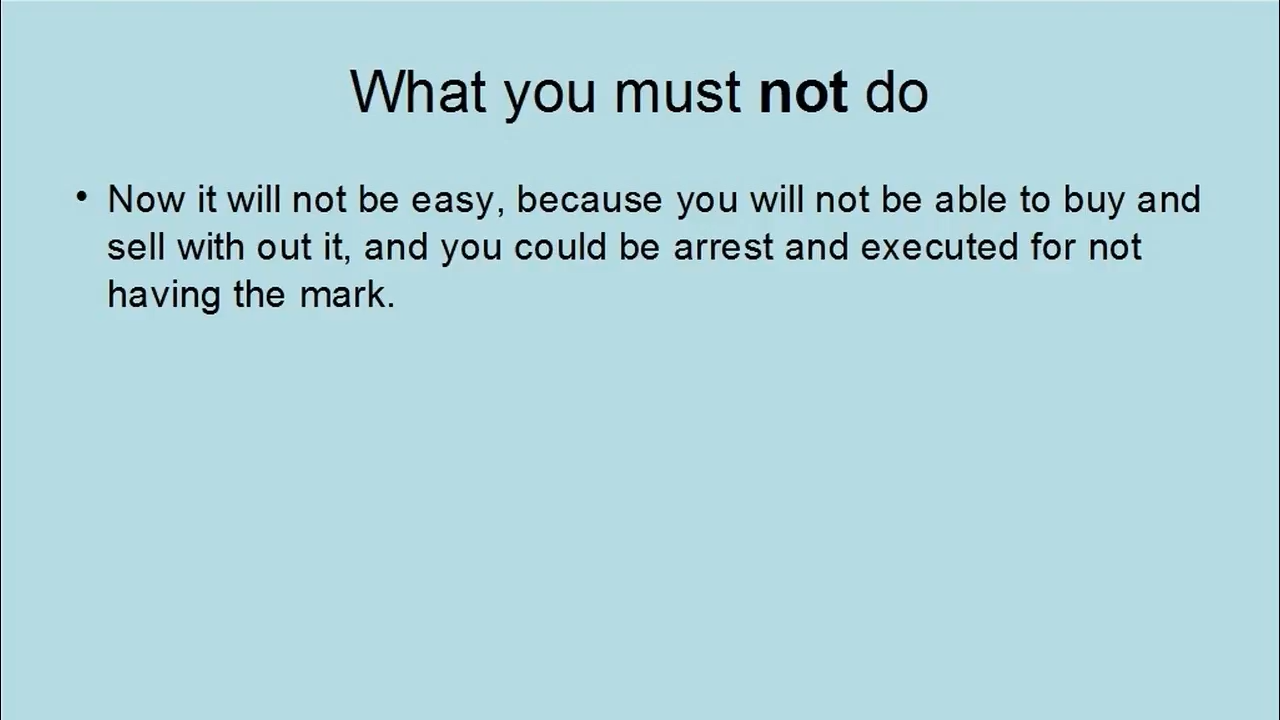 What you must not do
• Now it will not be easy, because you will not be able to buy and
sell with out it, and you could be arrest and executed for not
having the mark.